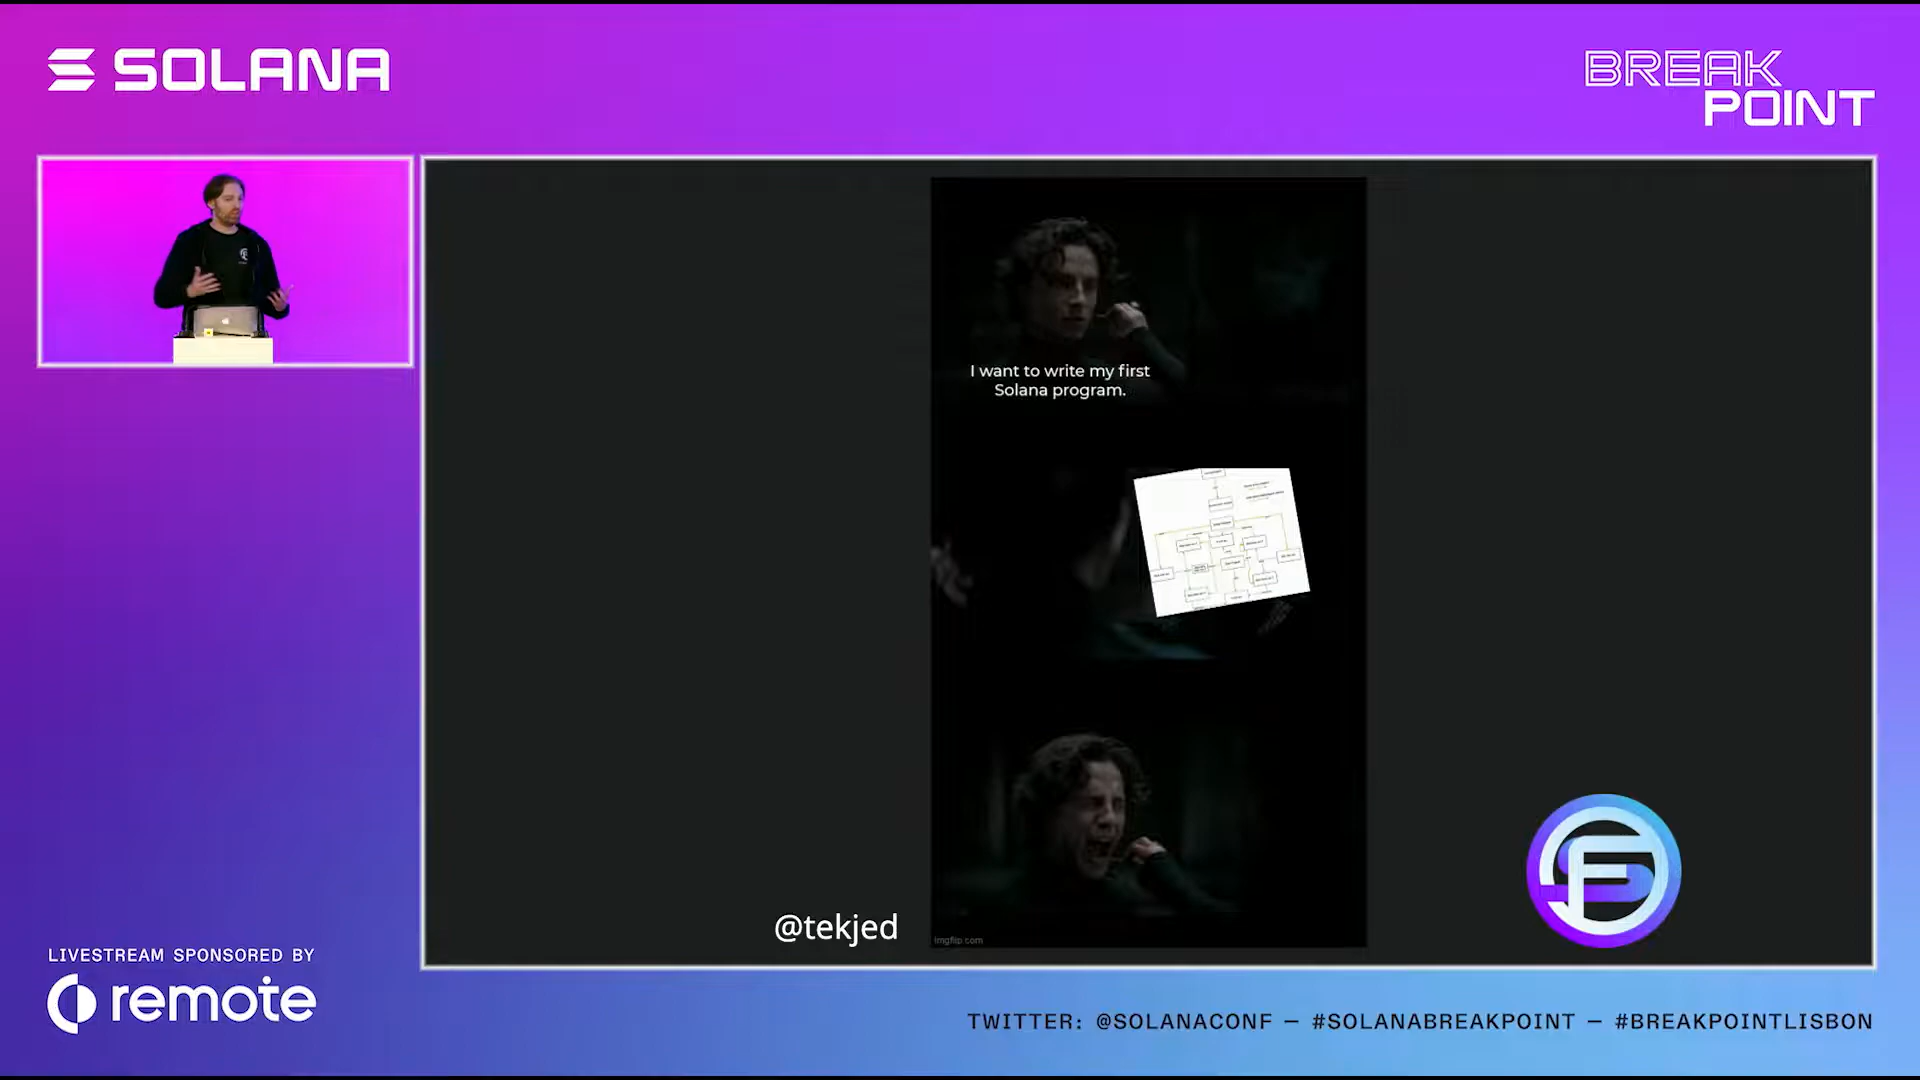 SOLANA
BREAK
POINT
I want to write my first
Solana program.
@tekjed
imgflip.com
LIVESTREAM SPONSORED BY
remote
TWITTER: @SOLANACONF — #SOLANABREAKPOINT — #BREAKPOINTLISBON